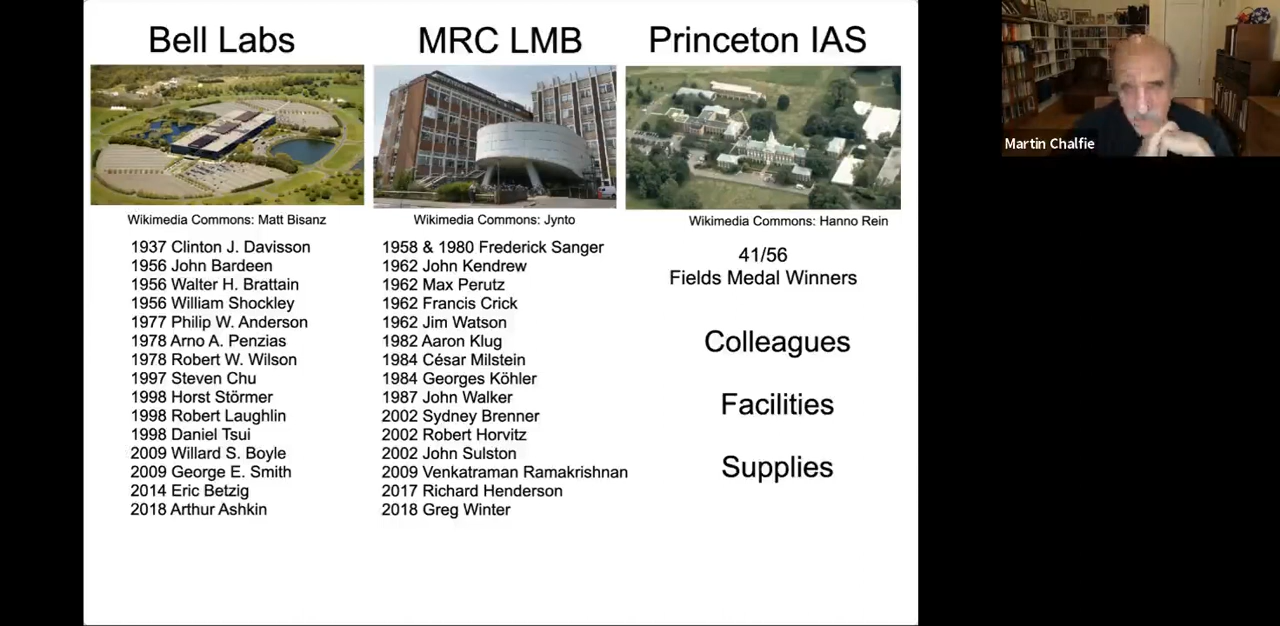 Bell Labs
Wikimedia Commons: Matt Bisanz
1937 Clinton J. Davisson
1956 John Bardeen
1956 Walter H. Brattain
1956 William Shockley
1977 Philip W. Anderson
1978 Arno A. Penzias
1978 Robert W. Wilson
1997 Steven Chu
1998 Horst Störmer
1998 Robert Laughlin
1998 Daniel Tsui
2009 Willard S. Boyle
2009 George E. Smith
2014 Eric Betzig
2018 Arthur Ashkin
MRC LMB
Wikimedia Commons: Jynto
1958 & 1980 Frederick Sanger
1962 John Kendrew
1962 Max Perutz
1962 Francis Crick
1962 Jim Watson
1982 Aaron Klug
1984 César Milstein
1984 Georges Köhler
1987 John Walker
2002 Sydney Brenner
2002 Robert Horvitz
2002 John Sulston
2009 Venkatraman Ramakrishnan
2017 Richard Henderson
2018 Greg Winter
Princeton IAS
Wikimedia Commons: Hanno Rein
41/56
Fields Medal Winners
Colleagues
Facilities
Supplies
Martin Chalfie